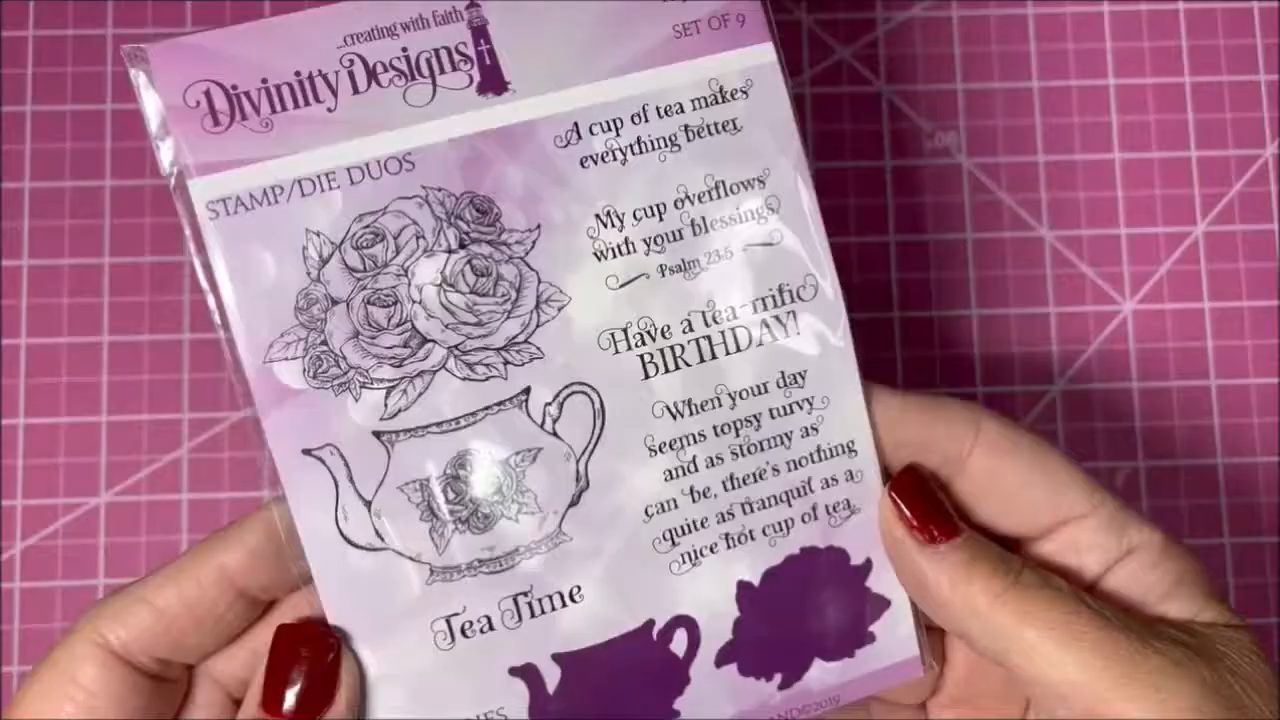 ...creating with faith
Divinity Designs
SET OF 9
STAMP/DIE DUOS
A cup of tea makes
everything better.
My cup overflows
with your blessings.
Psalm 23:5
Have a tea-rrific
BIRTHDAY!
When your day
seems topsy turvy
and as stormy as
can be, there's nothing
quite as tranquil as a
nice hot cup of tea.
Tea Time
©2019